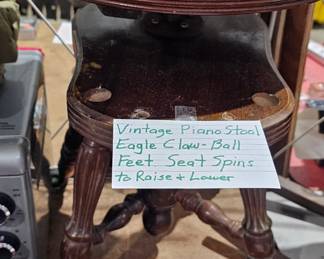 Vintage Piano Stool
Eagle Claw-Ball
Feet Seat Spins
to Raise + Lower